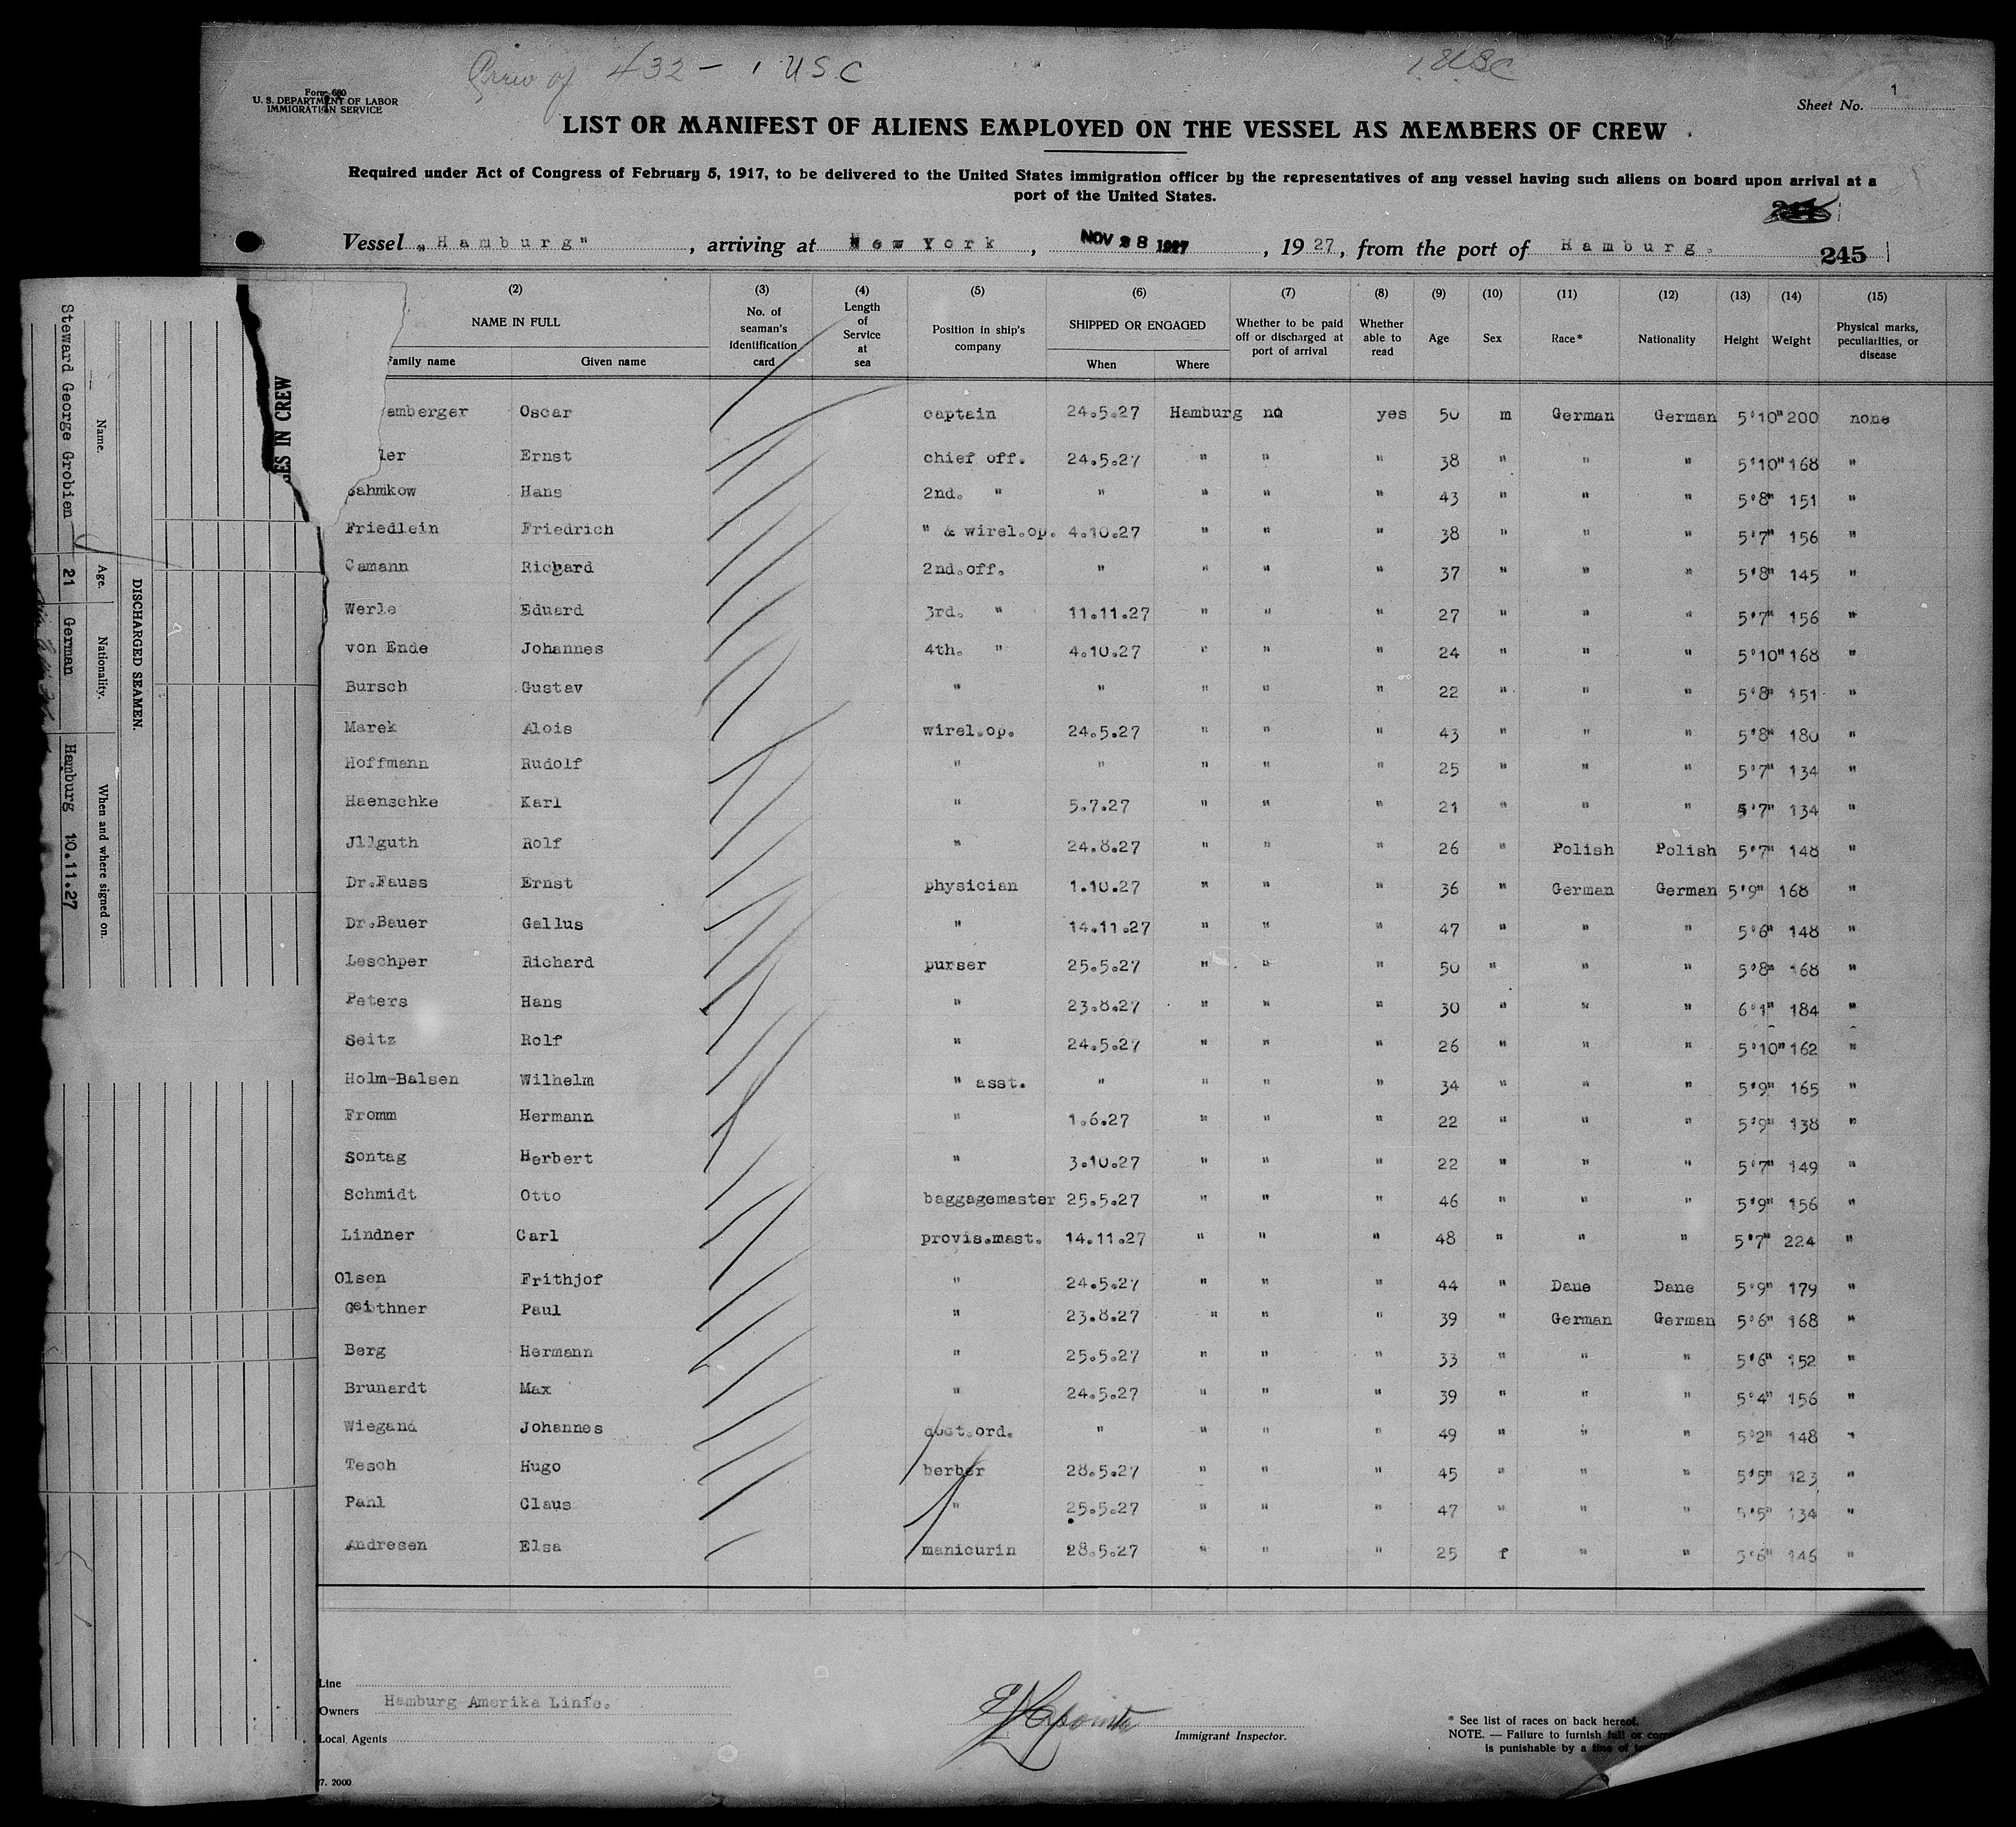 Crew of 432 - 1 USC
1 USC
Form 680
U. S. DEPARTMENT OF LABOR
IMMIGRATION SERVICE
Sheet No. 1
LIST OR MANIFEST OF ALIENS EMPLOYED ON THE VESSEL AS MEMBERS OF CREW
Required under Act of Congress of February 5, 1917, to be delivered to the United States immigration officer by the representatives of any vessel having such aliens on board upon arrival at a
port of the United States.
Vessel „Hamburg", arriving at New York, NOV 28 1927, 1927, from the port of Hamburg.
245
(2) (3) (4) (5) (6) (7) (8) (9) (10) (11) (12) (13) (14) (15)
NAME IN FULL
Family name Given name
No. of seaman's identification card
Length of Service at sea
Position in ship's company
SHIPPED OR ENGAGED
When Where
Whether to be paid off or discharged at port of arrival
Whether able to read
Age
Sex
Race*
Nationality
Height
Weight
Physical marks, peculiarities, or disease
emberger Oscar captain 24.5.27 Hamburg no yes 50 m German German 5'10" 200 none
ler Ernst chief off. 24.5.27 " " " 38 " " " 5'10" 168 "
ahmkow Hans 2nd. " " " " " 43 " " " 5'8" 151 "
Friedlein Friedrich " & wirel.op. 4.10.27 " " " 38 " " " 5'7" 156 "
Camann Richard 2nd.off. " " " " 37 " " " 5'8" 145 "
Werle Eduard 3rd. " 11.11.27 " " " 27 " " " 5'7" 156 "
von Ende Johannes 4th. " 4.10.27 " " " 24 " " " 5'10" 168 "
Bursch Gustav " " " " " 22 " " " 5'8" 151 "
Marek Alois wirel.op. 24.5.27 " " " 43 " " " 5'8" 180 "
Hoffmann Rudolf " " " " " 25 " " " 5'7" 134 "
Haenschke Karl " 5.7.27 " " " 21 " " " 5'7" 134 "
Jllguth Rolf " 24.8.27 " " " 26 " Polish Polish 5'7" 148 "
Dr.Fauss Ernst physician 1.10.27 " " " 36 " German German 5'9" 168 "
Dr.Bauer Gallus " 14.11.27 " " " 47 " " " 5'6" 148 "
Leschper Richard purser 25.5.27 " " " 50 " " " 5'8" 168 "
Peters Hans " 23.8.27 " " " 30 " " " 6'1" 184 "
Seitz Rolf " 24.5.27 " " " 26 " " " 5'10" 162 "
Holm-Balsen Wilhelm " asst. " " " " 34 " " " 5'9" 165 "
Fromm Hermann " 1.6.27 " " " 22 " " " 5'9" 138 "
Sontag Herbert " 3.10.27 " " " 22 " " " 5'7" 149 "
Schmidt Otto baggagemaster 25.5.27 " " " 46 " " " 5'9" 156 "
Lindner Carl provis.mast. 14.11.27 " " " 48 " " " 5'7" 224 "
Olsen Frithjof " 24.5.27 " " " 44 " Dane Dane 5'9" 179 "
Geithner Paul " 23.8.27 " " " 39 " German German 5'6" 168 "
Berg Hermann " 25.5.27 " " " 33 " " " 5'6" 152 "
Brunardt Max " 24.5.27 " " " 39 " " " 5'4" 156 "
Wiegand Johannes ord. " " " " 49 " " " 5'2" 148 "
Tesch Hugo berber 28.5.27 " " " 45 " " " 5'5" 123 "
Pahl Claus " 25.5.27 " " " 47 " " " 5'5" 134 "
Andresen Elsa manicurin 28.5.27 " " " 25 f " " 5'6" 146 "
Line
Owners Hamburg-Amerika Linie.
Local Agents
Immigrant Inspector.
* See list of races on back hereof.
NOTE. — Failure to furnish full or
is punishable by a fine of
7. 2000
ES IN CREW
DISCHARGED SEAMEN.
Name. Age. Nationality. When and where signed on.
Steward George Grobien 21 German Hamburg 10.11.27